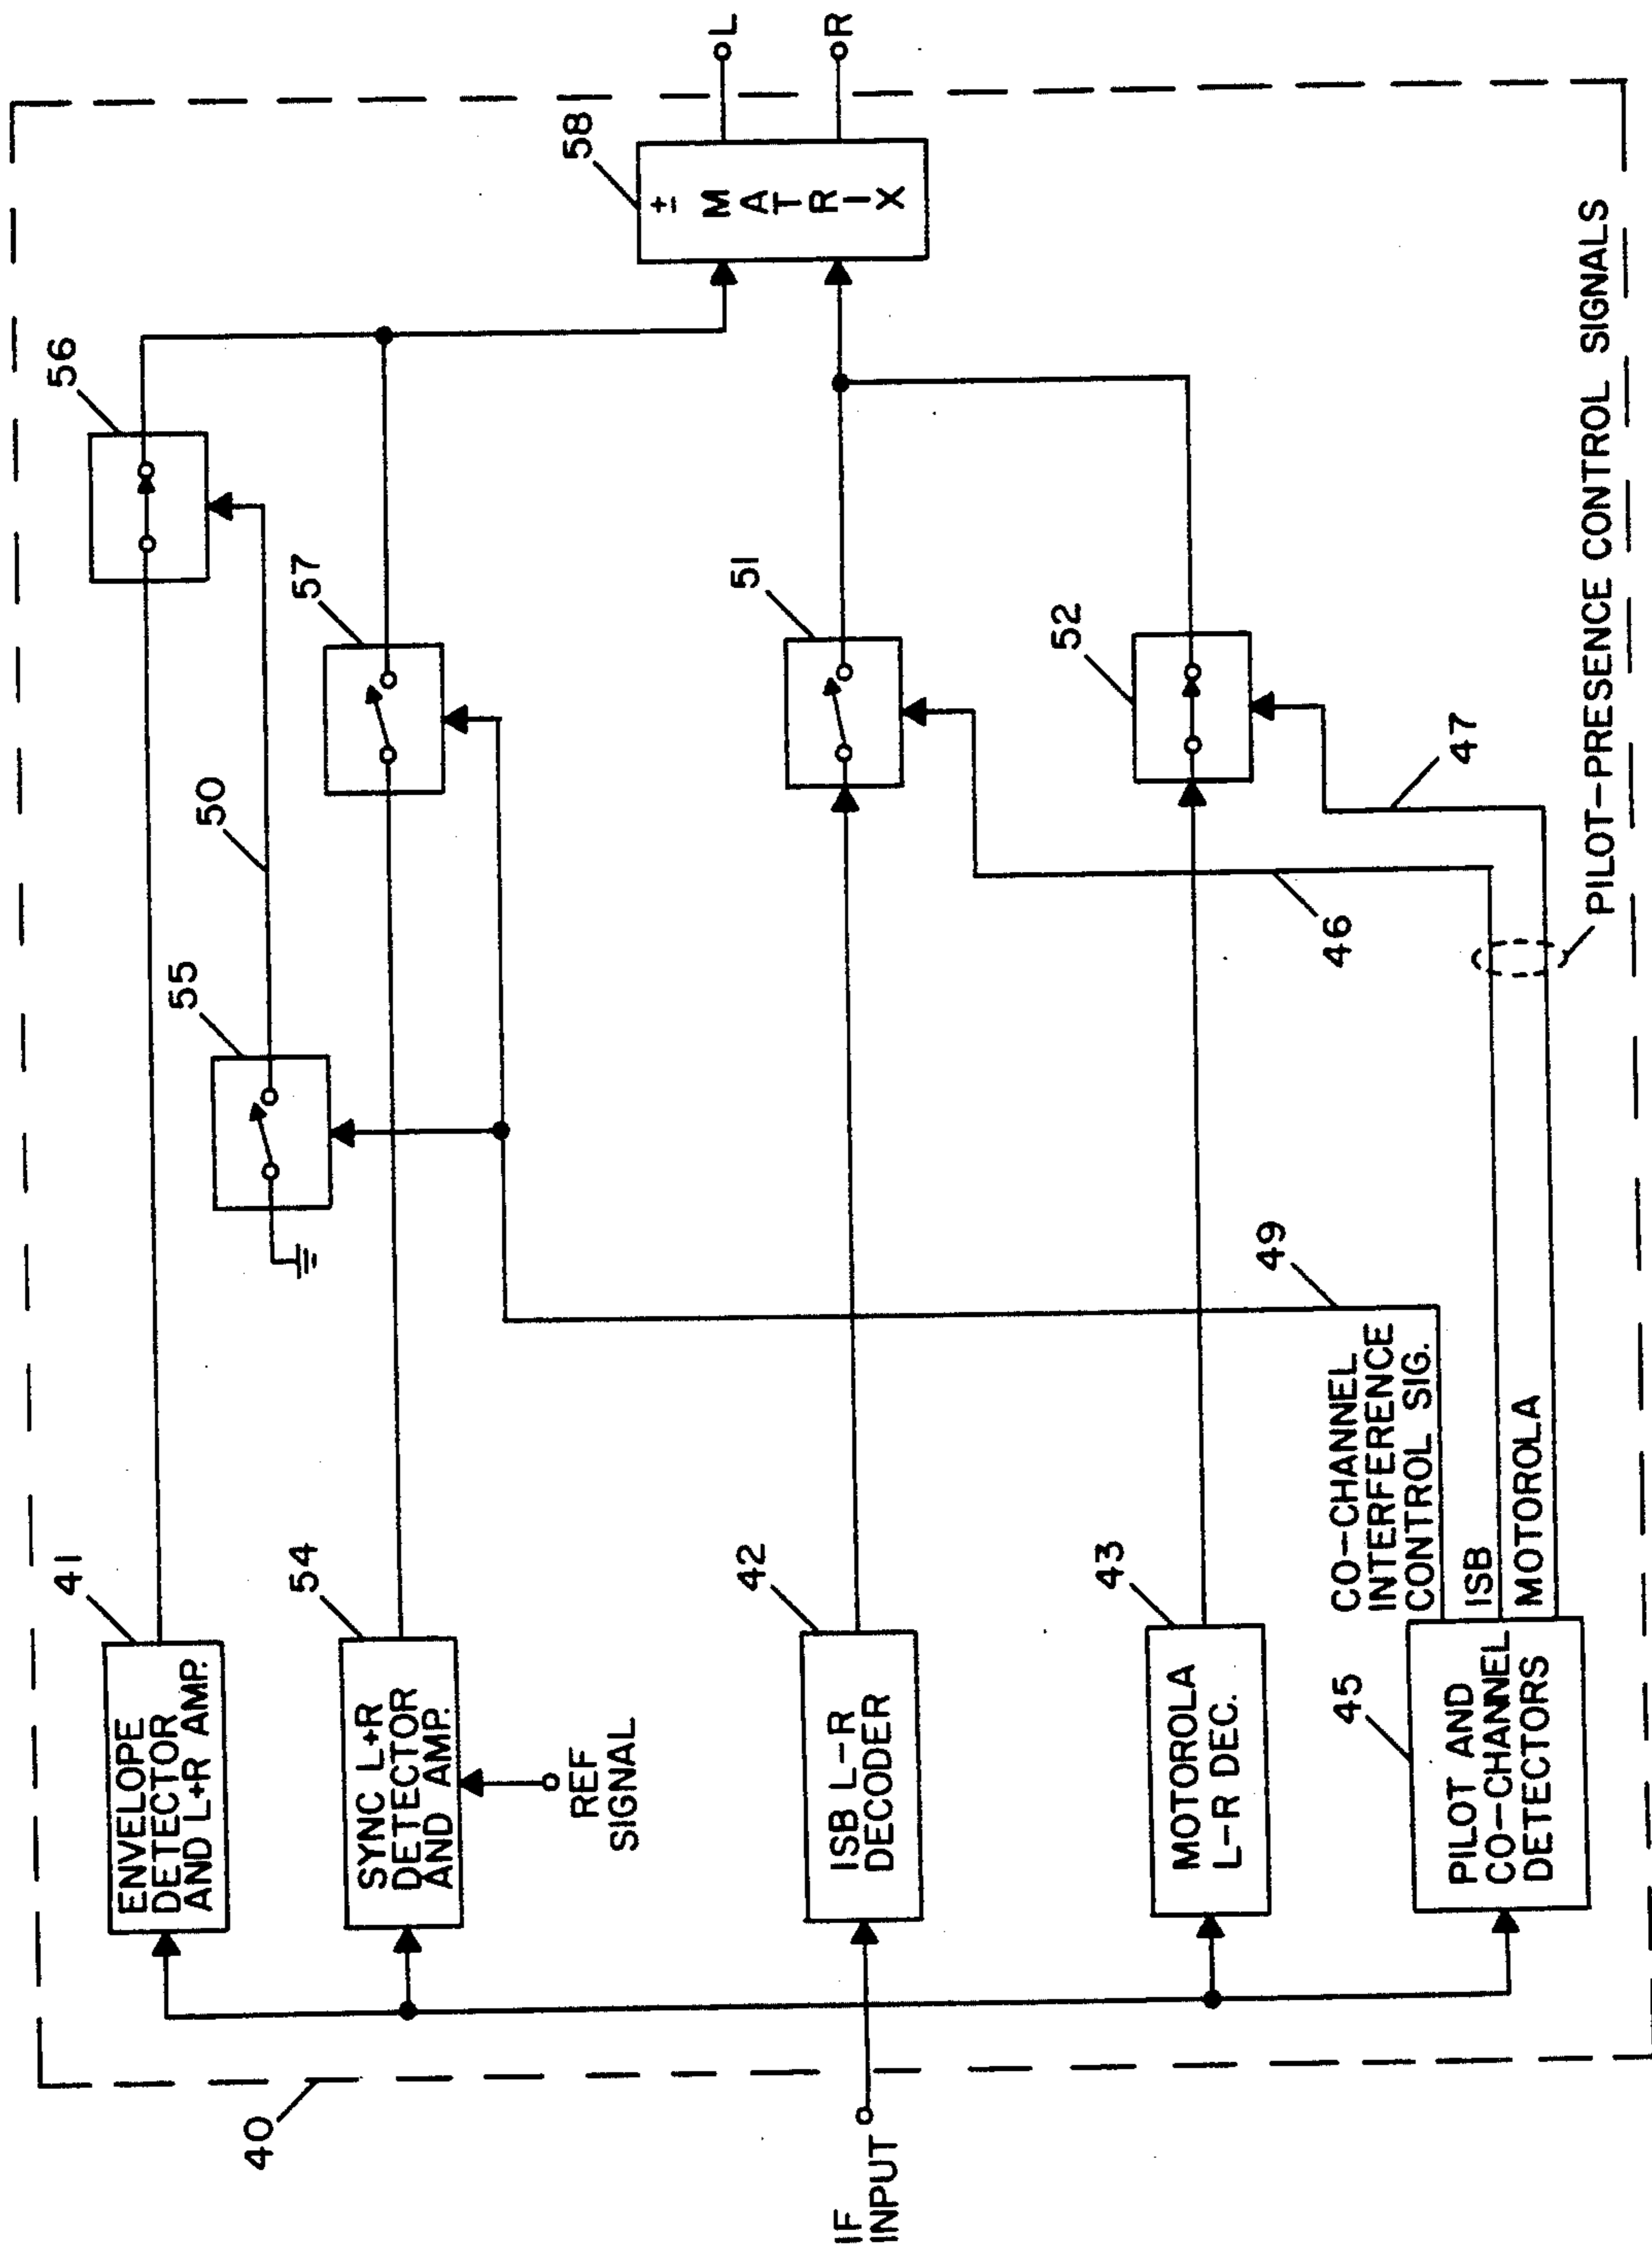 40
IF
INPUT
41
ENVELOPE
DETECTOR
AND L+R AMP.
54
SYNC L+R
DETECTOR
AND AMP.
REF
SIGNAL
42
ISB L-R
DECODER
43
MOTOROLA
L-R DEC.
45
PILOT AND
CO-CHANNEL
DETECTORS
CO-CHANNEL
INTERFERENCE
CONTROL SIG.
ISB
MOTOROLA
49
55
50
56
57
51
52
46
47
PILOT-PRESENCE CONTROL SIGNALS
58
±
M
A
T
R
I
X
L
R